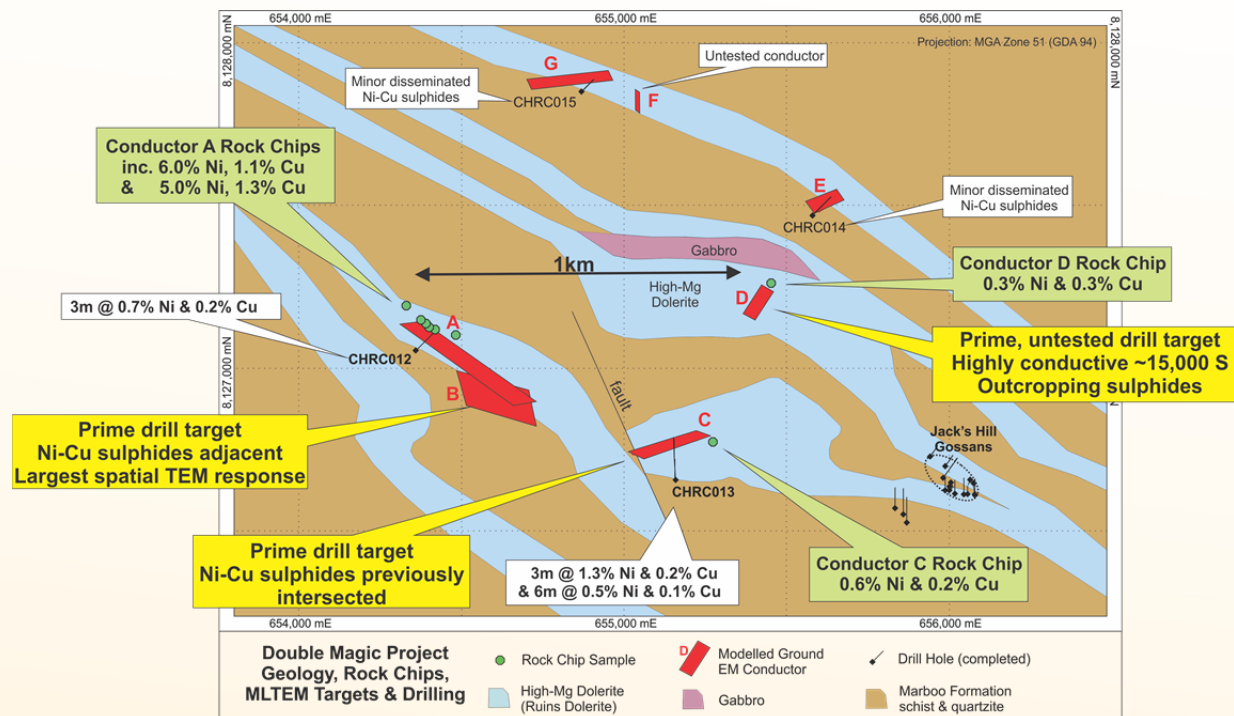 654,000 mE
655,000 mE
656,000 mE
8,128,000 mN
8,128,000 mN
Projection: MGA Zone 51 (GDA 94)
Untested conductor
G
Minor disseminated
Ni-Cu sulphides
CHRC015
F
Conductor A Rock Chips
inc. 6.0% Ni, 1.1% Cu
& 5.0% Ni, 1.3% Cu
E
Minor disseminated
Ni-Cu sulphides
CHRC014
Gabbro
1km
High-Mg
Dolerite
D
Conductor D Rock Chip
0.3% Ni & 0.3% Cu
3m @ 0.7% Ni & 0.2% Cu
A
CHRC012
Prime, untested drill target
Highly conductive ~15,000 S
Outcropping sulphides
8,127,000 mN
B
fault
C
Prime drill target
Ni-Cu sulphides adjacent
Largest spatial TEM response
Jack's Hill
Gossans
CHRC013
Prime drill target
Ni-Cu sulphides previously
intersected
3m @ 1.3% Ni & 0.2% Cu
& 6m @ 0.5% Ni & 0.1% Cu
Conductor C Rock Chip
0.6% Ni & 0.2% Cu
654,000 mE
655,000 mE
656,000 mE
Double Magic Project
Geology, Rock Chips,
MLTEM Targets & Drilling
Rock Chip Sample
D
Modelled Ground
EM Conductor
Drill Hole (completed)
High-Mg Dolerite
(Ruins Dolerite)
Gabbro
Marboo Formation
schist & quartzite